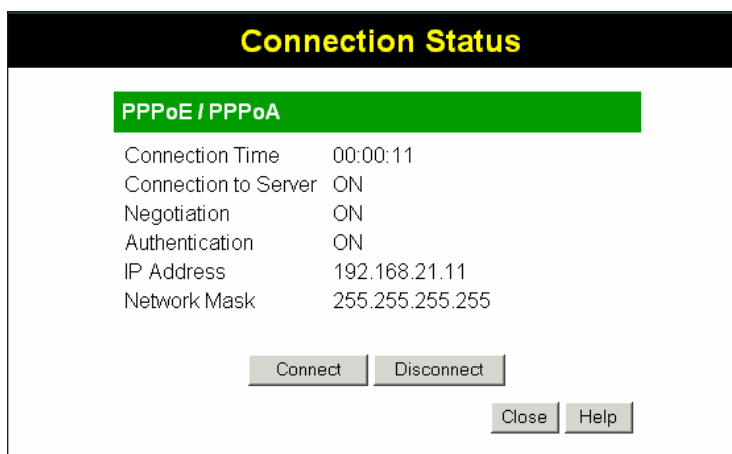 Connection Status
PPPoE / PPPoA
Connection Time 00:00:11
Connection to Server ON
Negotiation ON
Authentication ON
IP Address 192.168.21.11
Network Mask 255.255.255.255
Connect Disconnect
Close Help